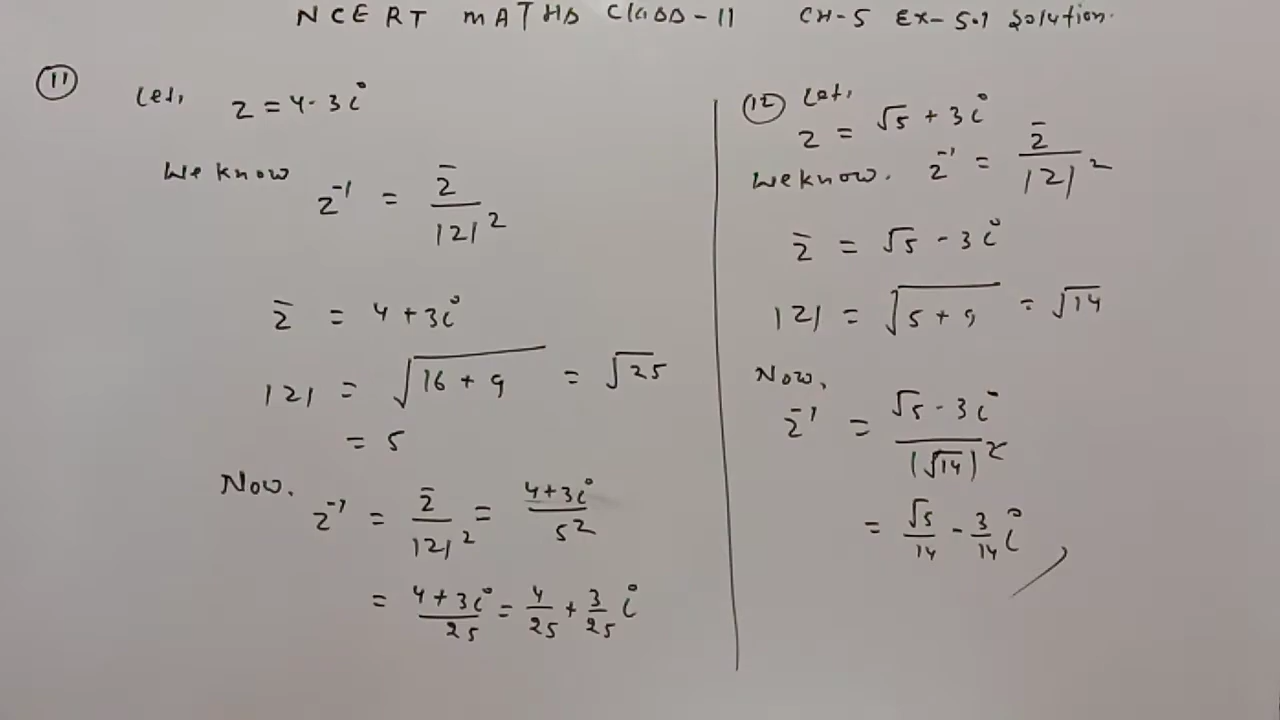 NCERT MATHS Class-11 CH-5 EX-5.1 Solution.
11
Let, z = 4-3i
We know z⁻¹ = z̄/|z|²
z̄ = 4+3i
|z| = √(16+9) = √25
= 5
Now. z⁻¹ = z̄/|z|² = (4+3i)/5²
= (4+3i)/25 = 4/25 + 3/25 i
12 Let,
z = √5 + 3i
We know. z⁻¹ = z̄/|z|²
z̄ = √5 - 3i
|z| = √(5+9) = √14
Now,
z⁻¹ = (√5 - 3i)/(√14)²
= √5/14 - 3/14 i